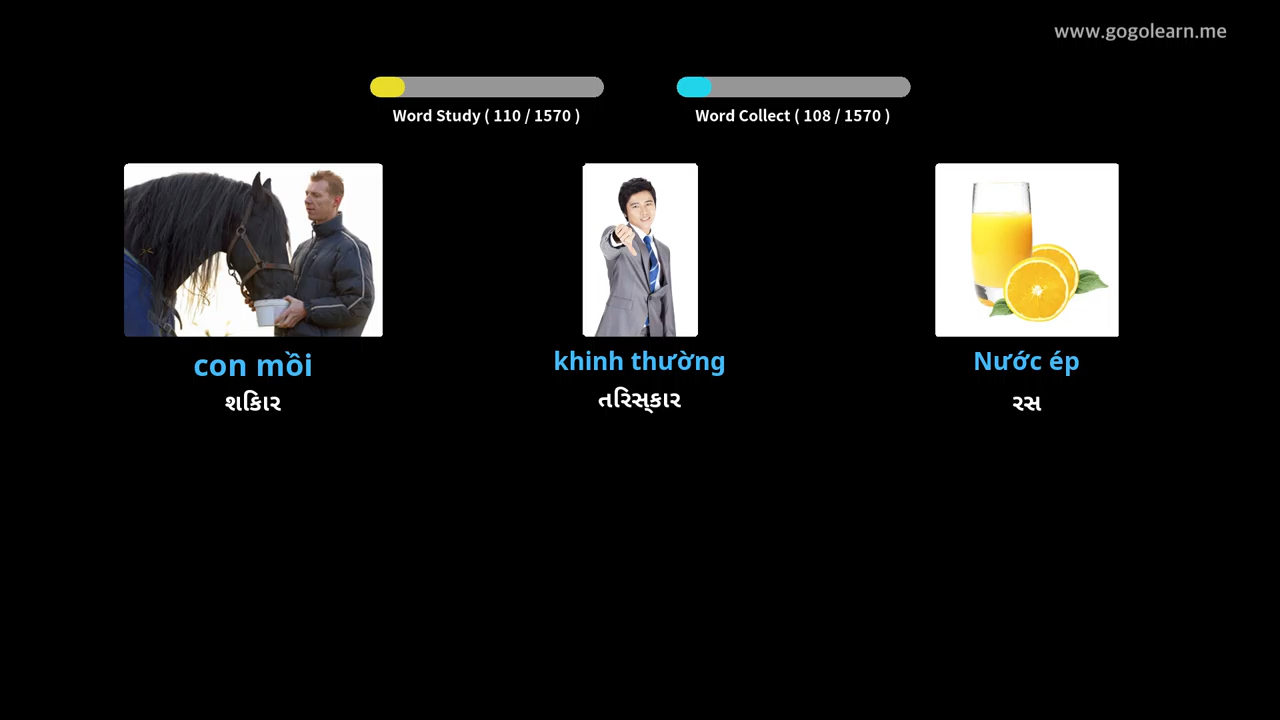 www.gogolearn.me
Word Study ( 110 / 1570 )
Word Collect ( 108 / 1570 )
con mồi
શિકાર
khinh thường
તિરસ્કાર
Nước ép
રસ